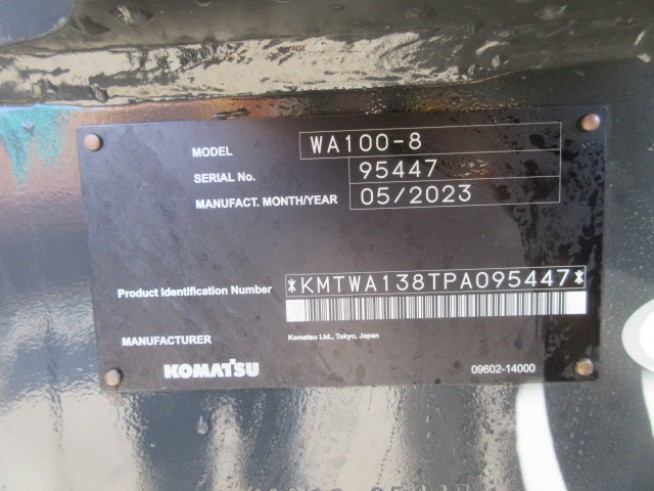 MODEL WA100-8
SERIAL No. 95447
MANUFACT. MONTH/YEAR 05/2023
Product Identification Number *KMTWA138TPA095447*
MANUFACTURER Komatsu Ltd., Tokyo, Japan
KOMATSU 09602-14000